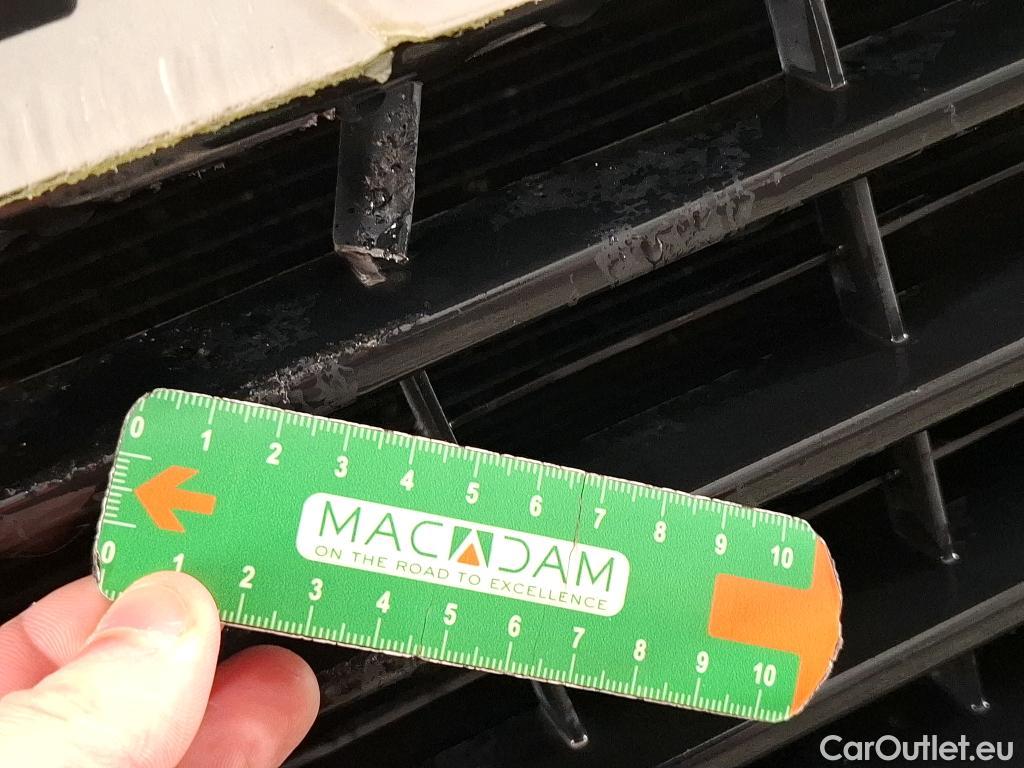 0 1 2 3 4 5 6 7 8 9 10
MACADAM
ON THE ROAD TO EXCELLENCE
0 1 2 3 4 5 6 7 8 9 10
CarOutlet.eu